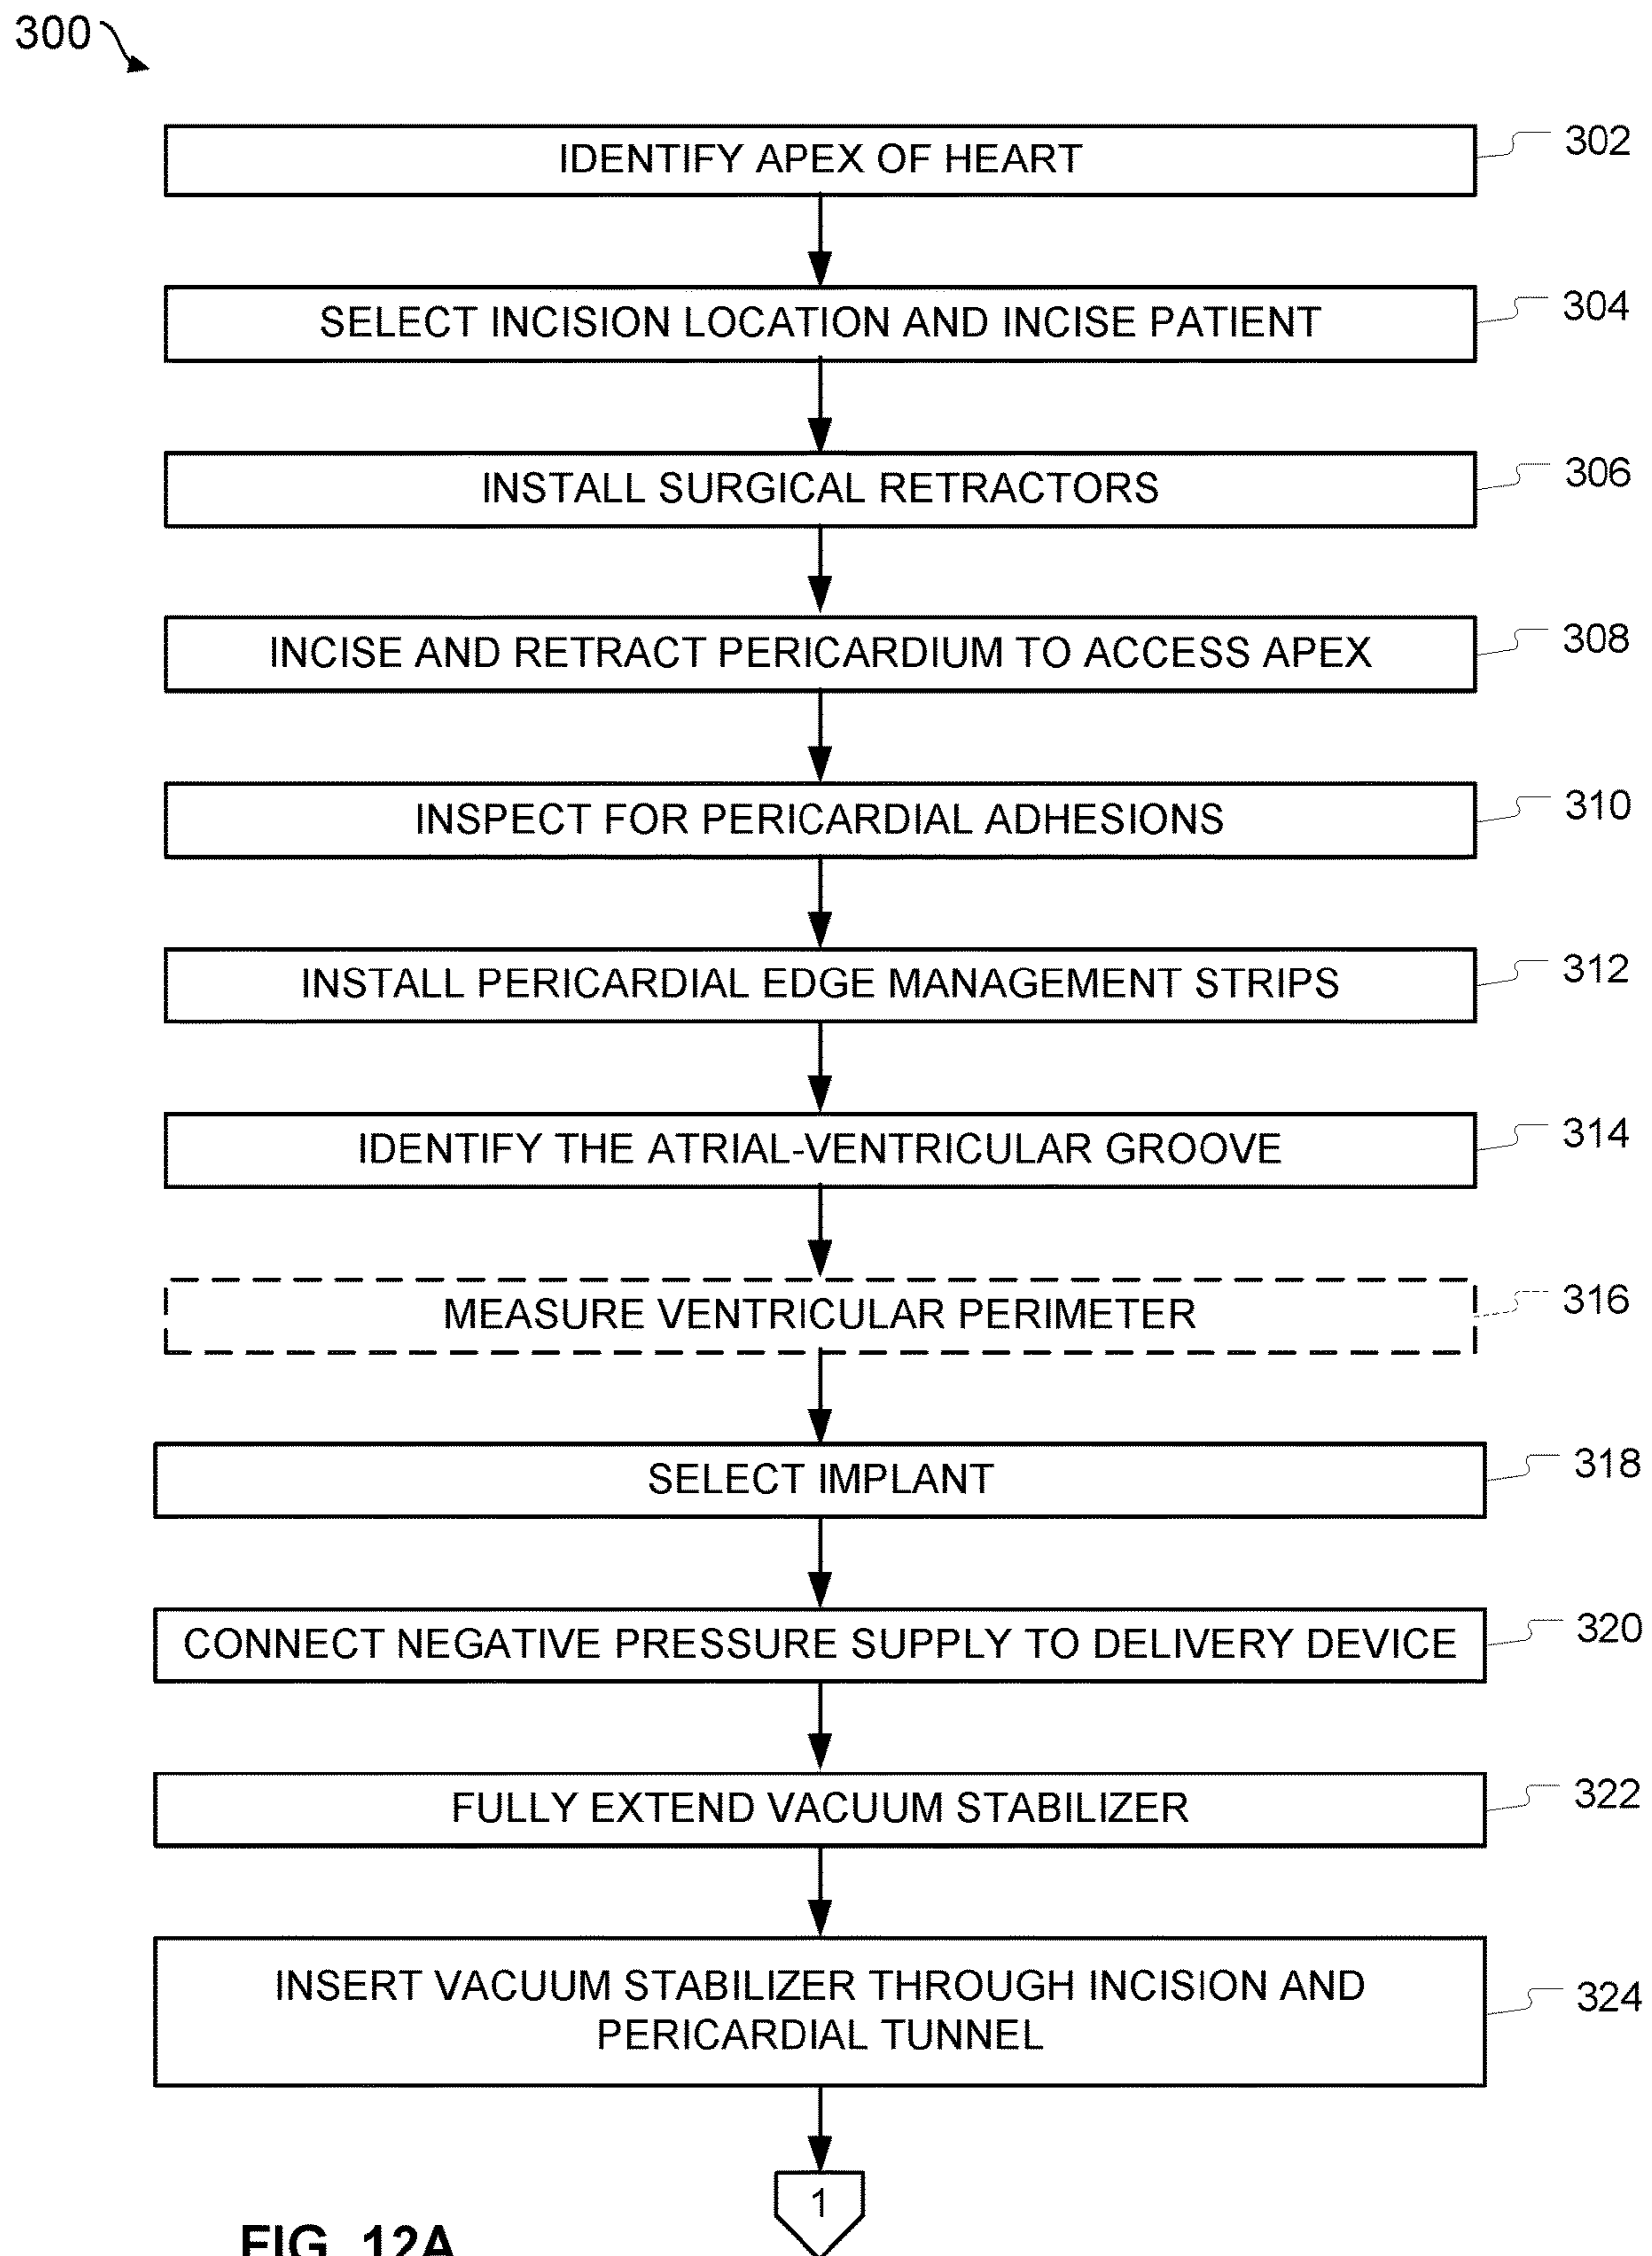 300
IDENTIFY APEX OF HEART
302
SELECT INCISION LOCATION AND INCISE PATIENT
304
INSTALL SURGICAL RETRACTORS
306
INCISE AND RETRACT PERICARDIUM TO ACCESS APEX
308
INSPECT FOR PERICARDIAL ADHESIONS
310
INSTALL PERICARDIAL EDGE MANAGEMENT STRIPS
312
IDENTIFY THE ATRIAL-VENTRICULAR GROOVE
314
MEASURE VENTRICULAR PERIMETER
316
SELECT IMPLANT
318
CONNECT NEGATIVE PRESSURE SUPPLY TO DELIVERY DEVICE
320
FULLY EXTEND VACUUM STABILIZER
322
INSERT VACUUM STABILIZER THROUGH INCISION AND
PERICARDIAL TUNNEL
324
1
FIG. 12A